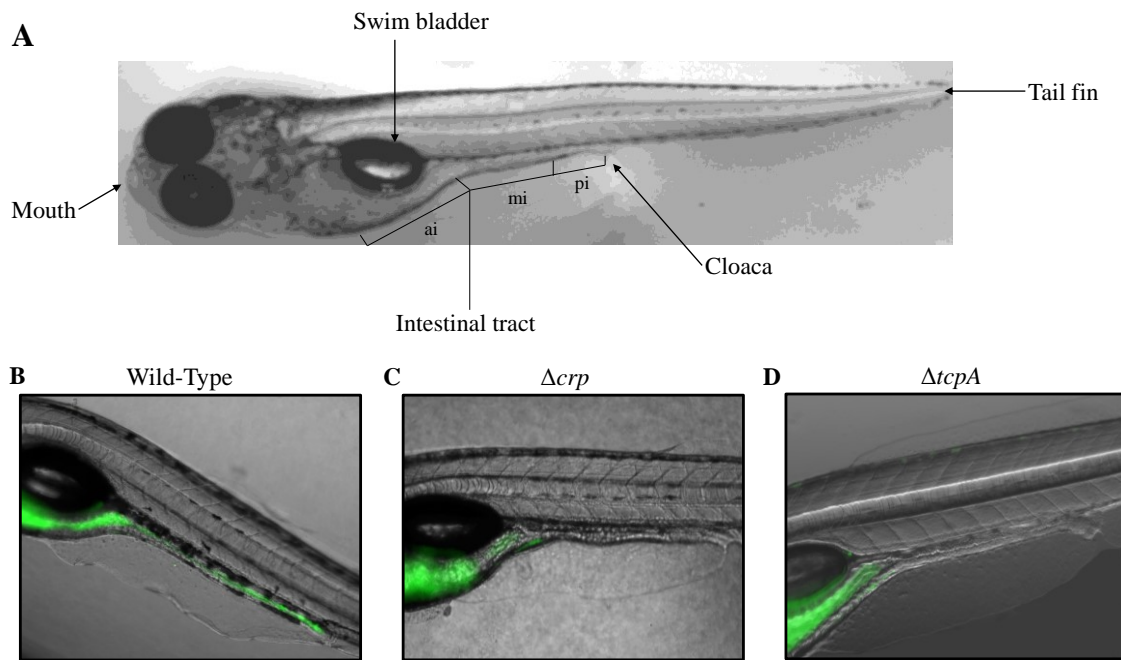 A
Swim bladder
Tail fin
Mouth
ai
mi
pi
Cloaca
Intestinal tract
B
Wild-Type
C
Δcrp
D
ΔtcpA